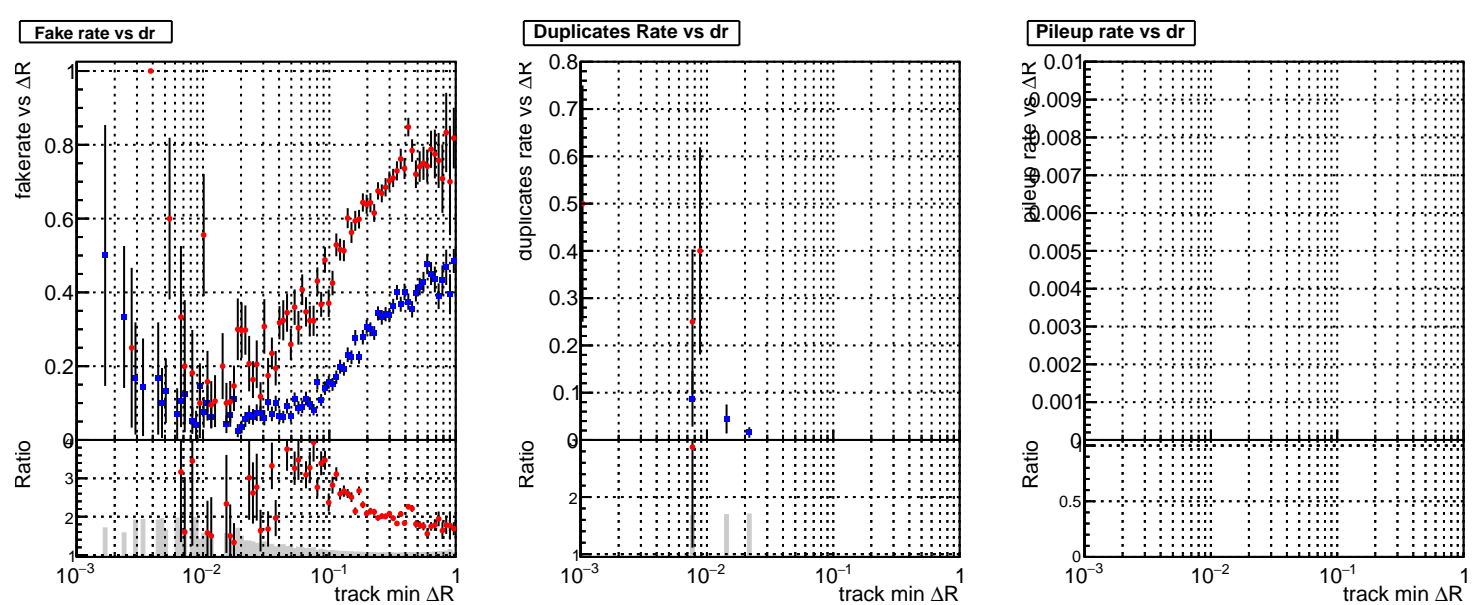 Fake rate vs dr
fakerate vs ΔR
1
0.8
0.6
0.4
0.2
0
Ratio
3
2
1
10⁻³ 10⁻² 10⁻¹ 1
track min ΔR
Duplicates Rate vs dr
duplicates rate vs ΔR
0.8
0.7
0.6
0.5
0.4
0.3
0.2
0.1
0
Ratio
2
1
10⁻² 10⁻¹ 1
track min ΔR
Pileup rate vs dr
pileup rate vs ΔR
0.01
0.009
0.008
0.007
0.006
0.005
0.004
0.003
0.002
0.001
0
Ratio
1
0.5
0
10⁻³ 10⁻² 10⁻¹ 1
track min ΔR